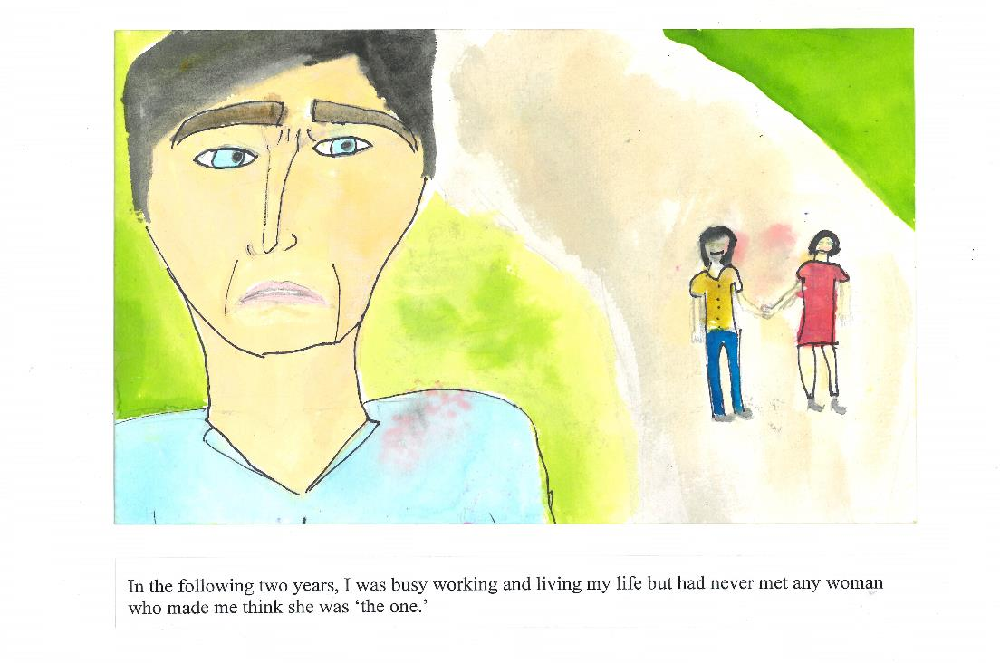 In the following two years, I was busy working and living my life but had never met any woman
who made me think she was ‘the one.’